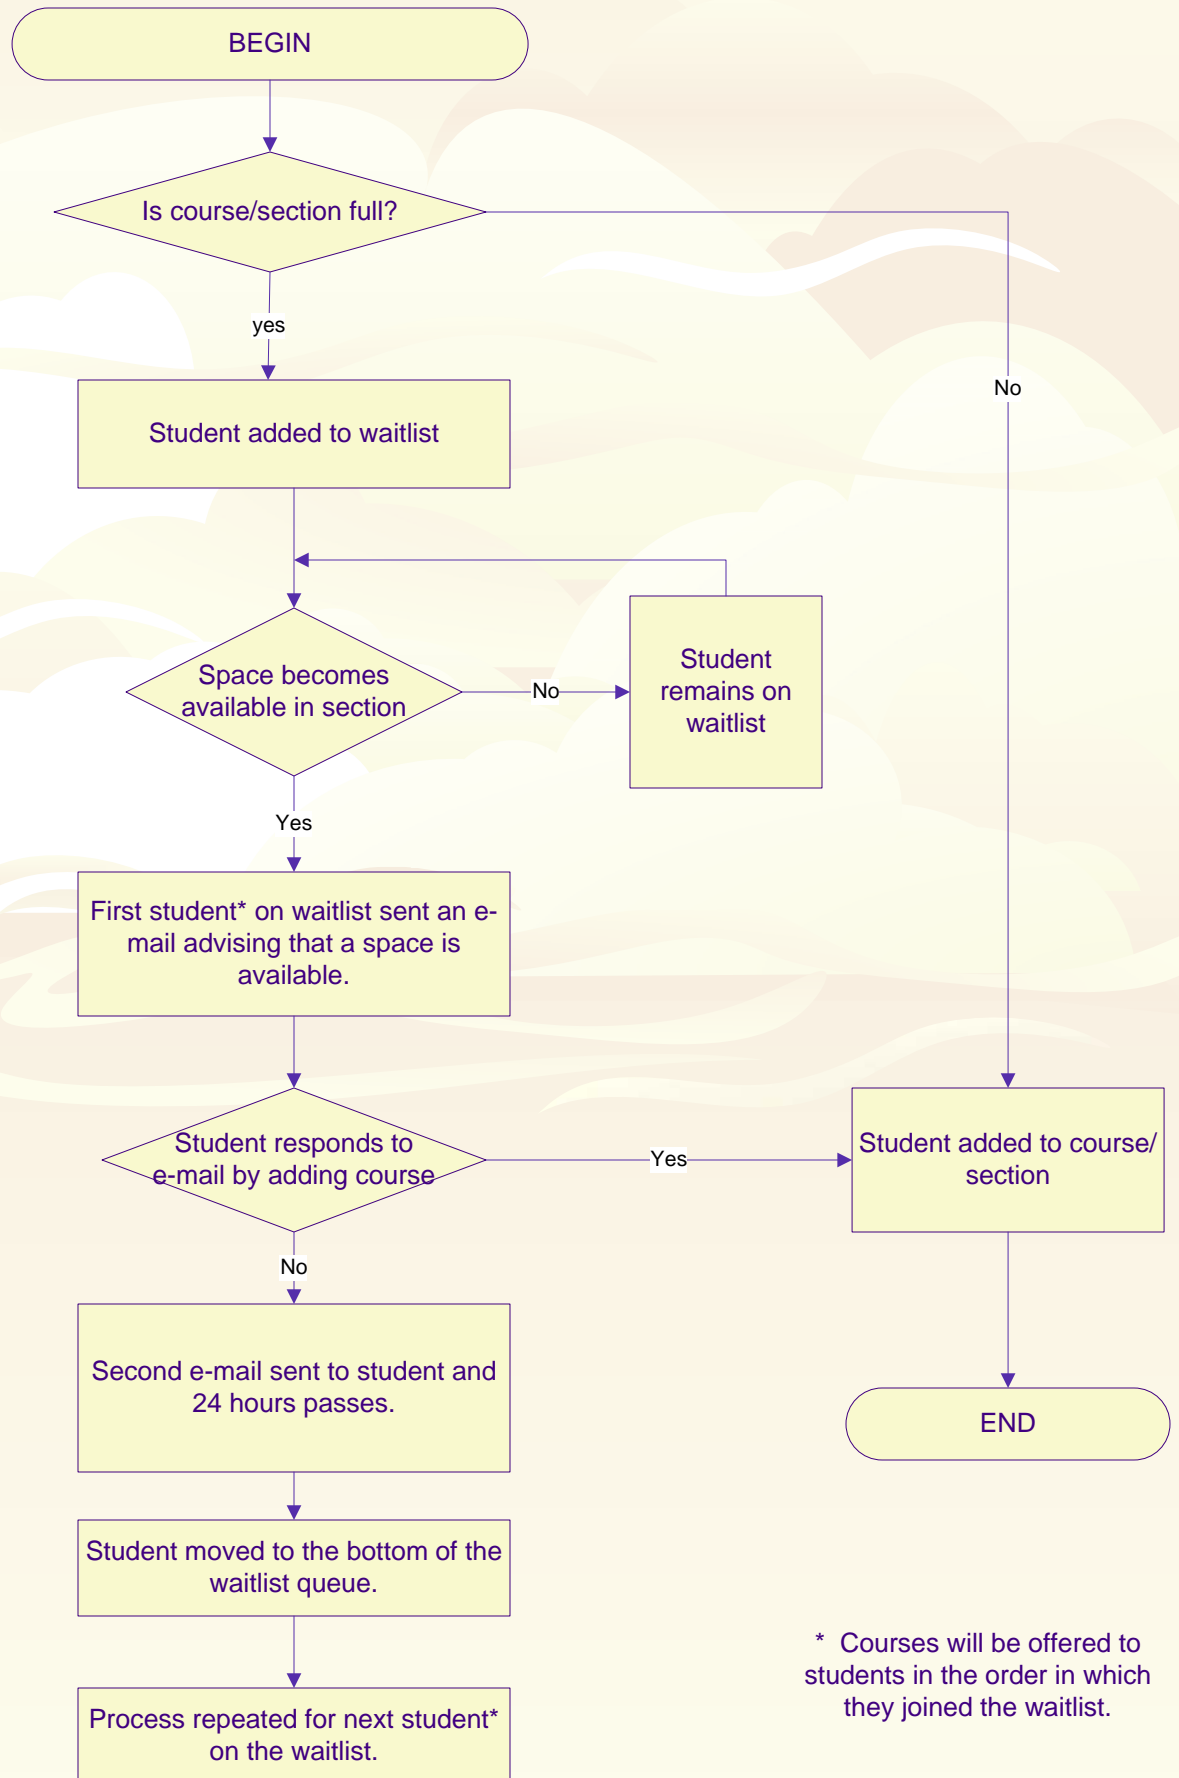 BEGIN
Is course/section full?
yes
No
Student added to waitlist
Space becomes
available in section
No
Student
remains on
waitlist
Yes
First student* on waitlist sent an e-
mail advising that a space is
available.
Student responds to
e-mail by adding course
Yes
Student added to course/
section
No
Second e-mail sent to student and
24 hours passes.
END
Student moved to the bottom of the
waitlist queue.
Process repeated for next student*
on the waitlist.
* Courses will be offered to
students in the order in which
they joined the waitlist.